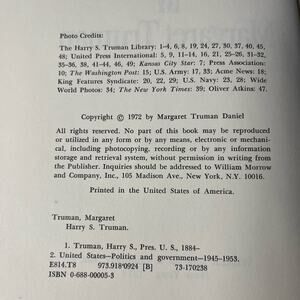 Photo Credits:
The Harry S. Truman Library: 1–4, 6, 8, 19, 24, 27, 30, 37, 40, 45,
48; United Press International: 5, 9, 11–14, 16, 21, 25–26, 31–32,
35–36, 38, 41–44, 46, 49; Kansas City Star: 7; Press Association:
10; The Washington Post: 15; U.S. Army: 17, 33; Acme News: 18;
King Features Syndicate: 20, 22, 29; U.S. Navy: 23, 28; Wide
World Photos: 34; The New York Times: 39; Oliver Atkins: 47.
Copyright © 1972 by Margaret Truman Daniel
All rights reserved. No part of this book may be reproduced
or utilized in any form or by any means, electronic or mechani-
cal, including photocopying, recording or by any information
storage and retrieval system, without permission in writing from
the Publisher. Inquiries should be addressed to William Morrow
and Company, Inc., 105 Madison Ave., New York, N.Y. 10016.
Printed in the United States of America.
Truman, Margaret
Harry S. Truman.
1. Truman, Harry S., Pres. U. S., 1884–
2. United States–Politics and government–1945–1953.
E814.T8 973.918'0924 [B] 73-170238
ISBN 0-688-00005-3